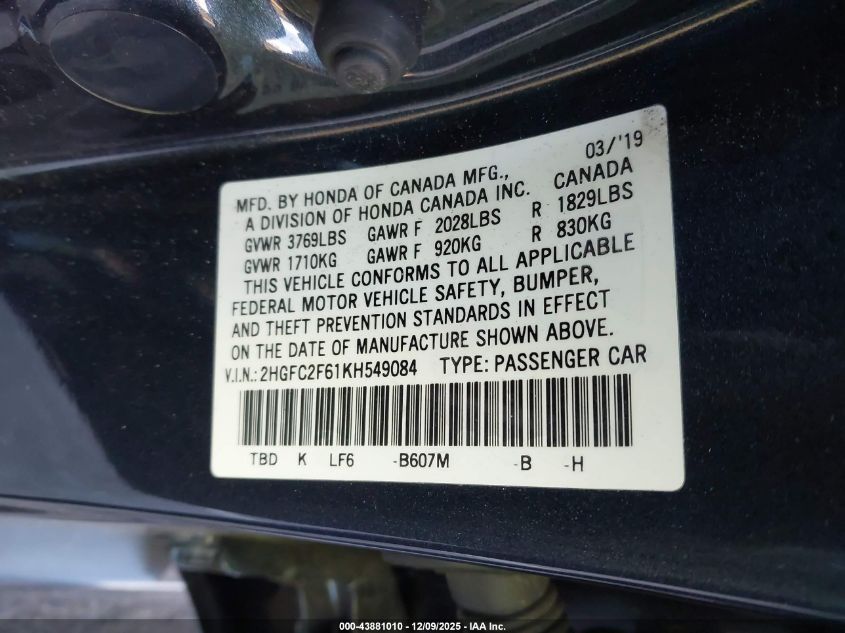 03/'19
MFD. BY HONDA OF CANADA MFG.,
A DIVISION OF HONDA CANADA INC. CANADA
GVWR 3769LBS GAWR F 2028LBS R 1829LBS
GVWR 1710KG GAWR F 920KG R 830KG
THIS VEHICLE CONFORMS TO ALL APPLICABLE
FEDERAL MOTOR VEHICLE SAFETY, BUMPER,
AND THEFT PREVENTION STANDARDS IN EFFECT
ON THE DATE OF MANUFACTURE SHOWN ABOVE.
V.I.N.: 2HGFC2F61KH549084 TYPE: PASSENGER CAR
TBD K LF6 -B607M -B -H
000-43881010 • 12/09/2025 - IAA Inc.